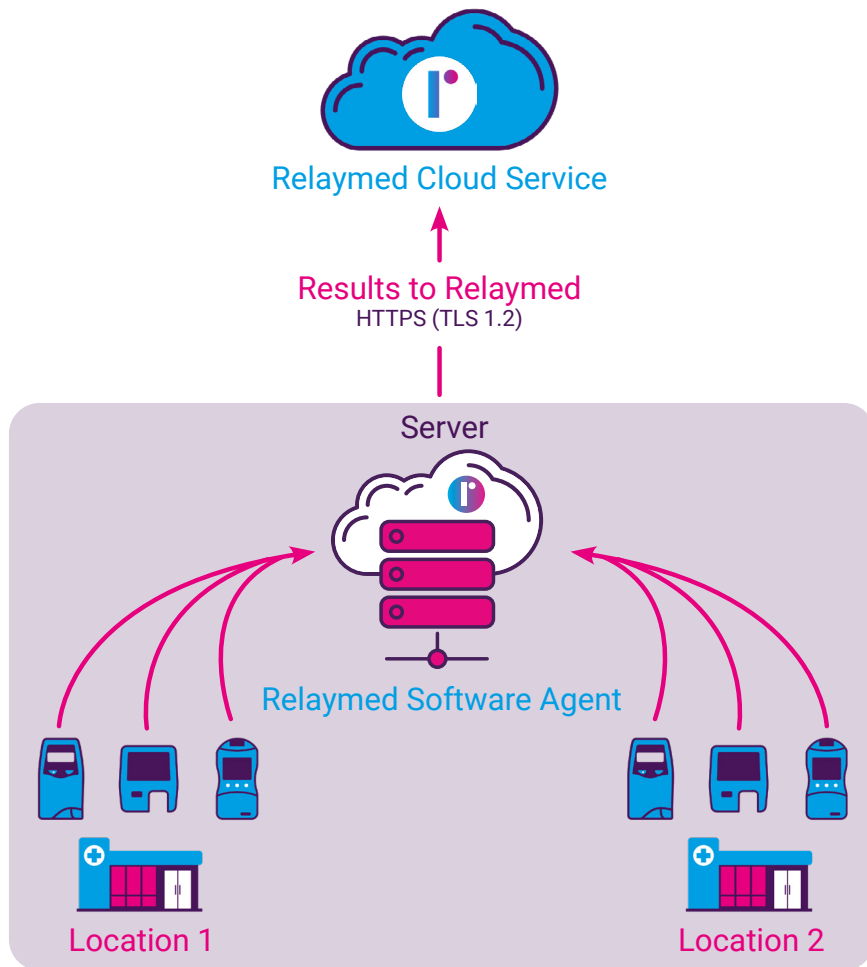 Relaymed Cloud Service
Results to Relaymed
HTTPS (TLS 1.2)
Server
Relaymed Software Agent
Location 1
Location 2